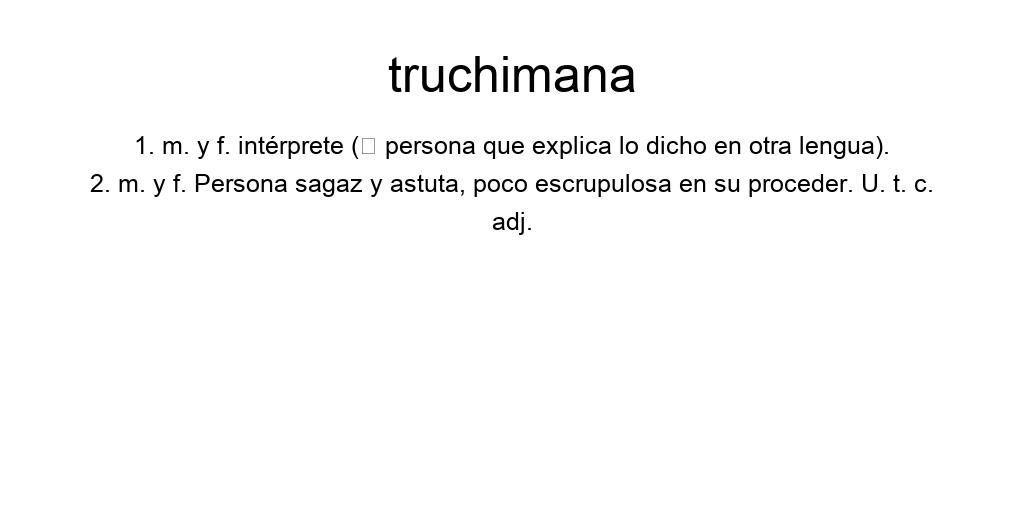 truchimana
1. m. y f. intérprete (▯ persona que explica lo dicho en otra lengua).
2. m. y f. Persona sagaz y astuta, poco escrupulosa en su proceder. U. t. c.
adj.